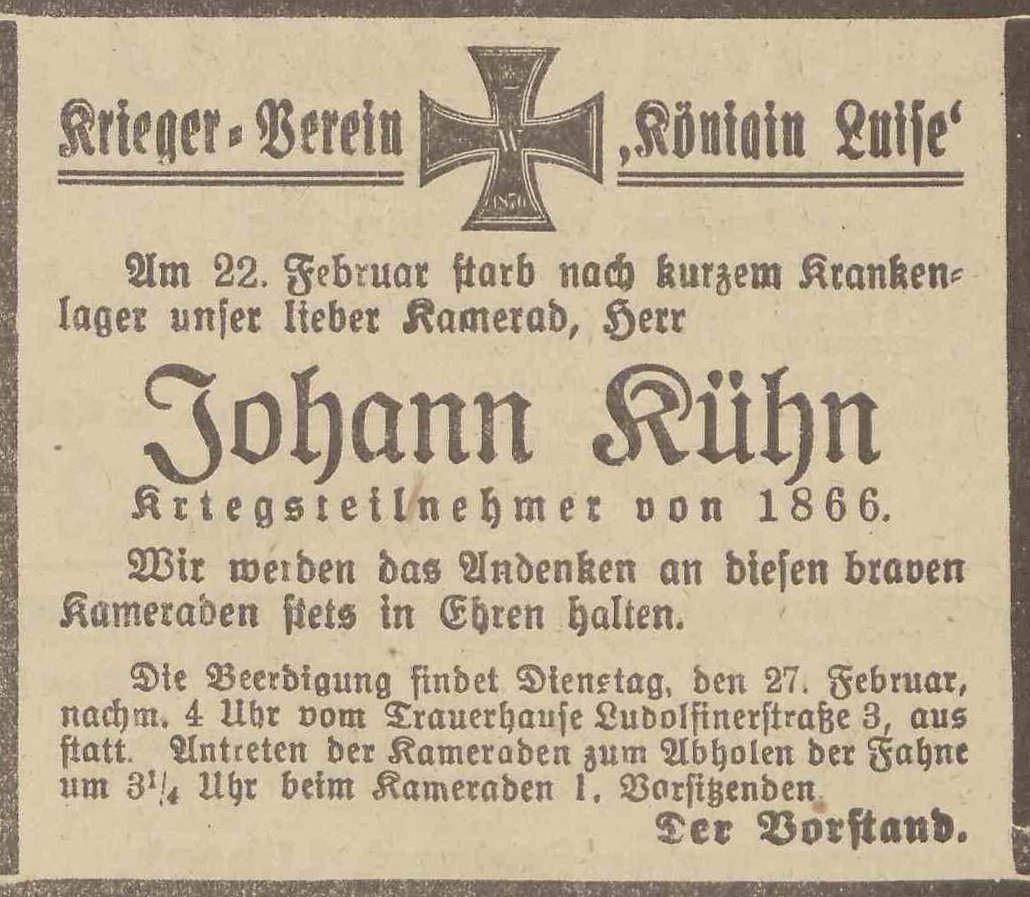 Krieger-Verein ‚Königin Luise‘
W
1870
Am 22. Februar starb nach kurzem Kranken-
lager unser lieber Kamerad, Herr
Johann Kühn
Kriegsteilnehmer von 1866.
Wir werden das Andenken an diesen braven
Kameraden stets in Ehren halten.
Die Beerdigung findet Dienstag, den 27. Februar,
nachm. 4 Uhr vom Trauerhause Ludolfinerstraße 3, aus
statt. Antreten der Kameraden zum Abholen der Fahne
um 3¼ Uhr beim Kameraden 1. Vorsitzenden
Der Vorstand.